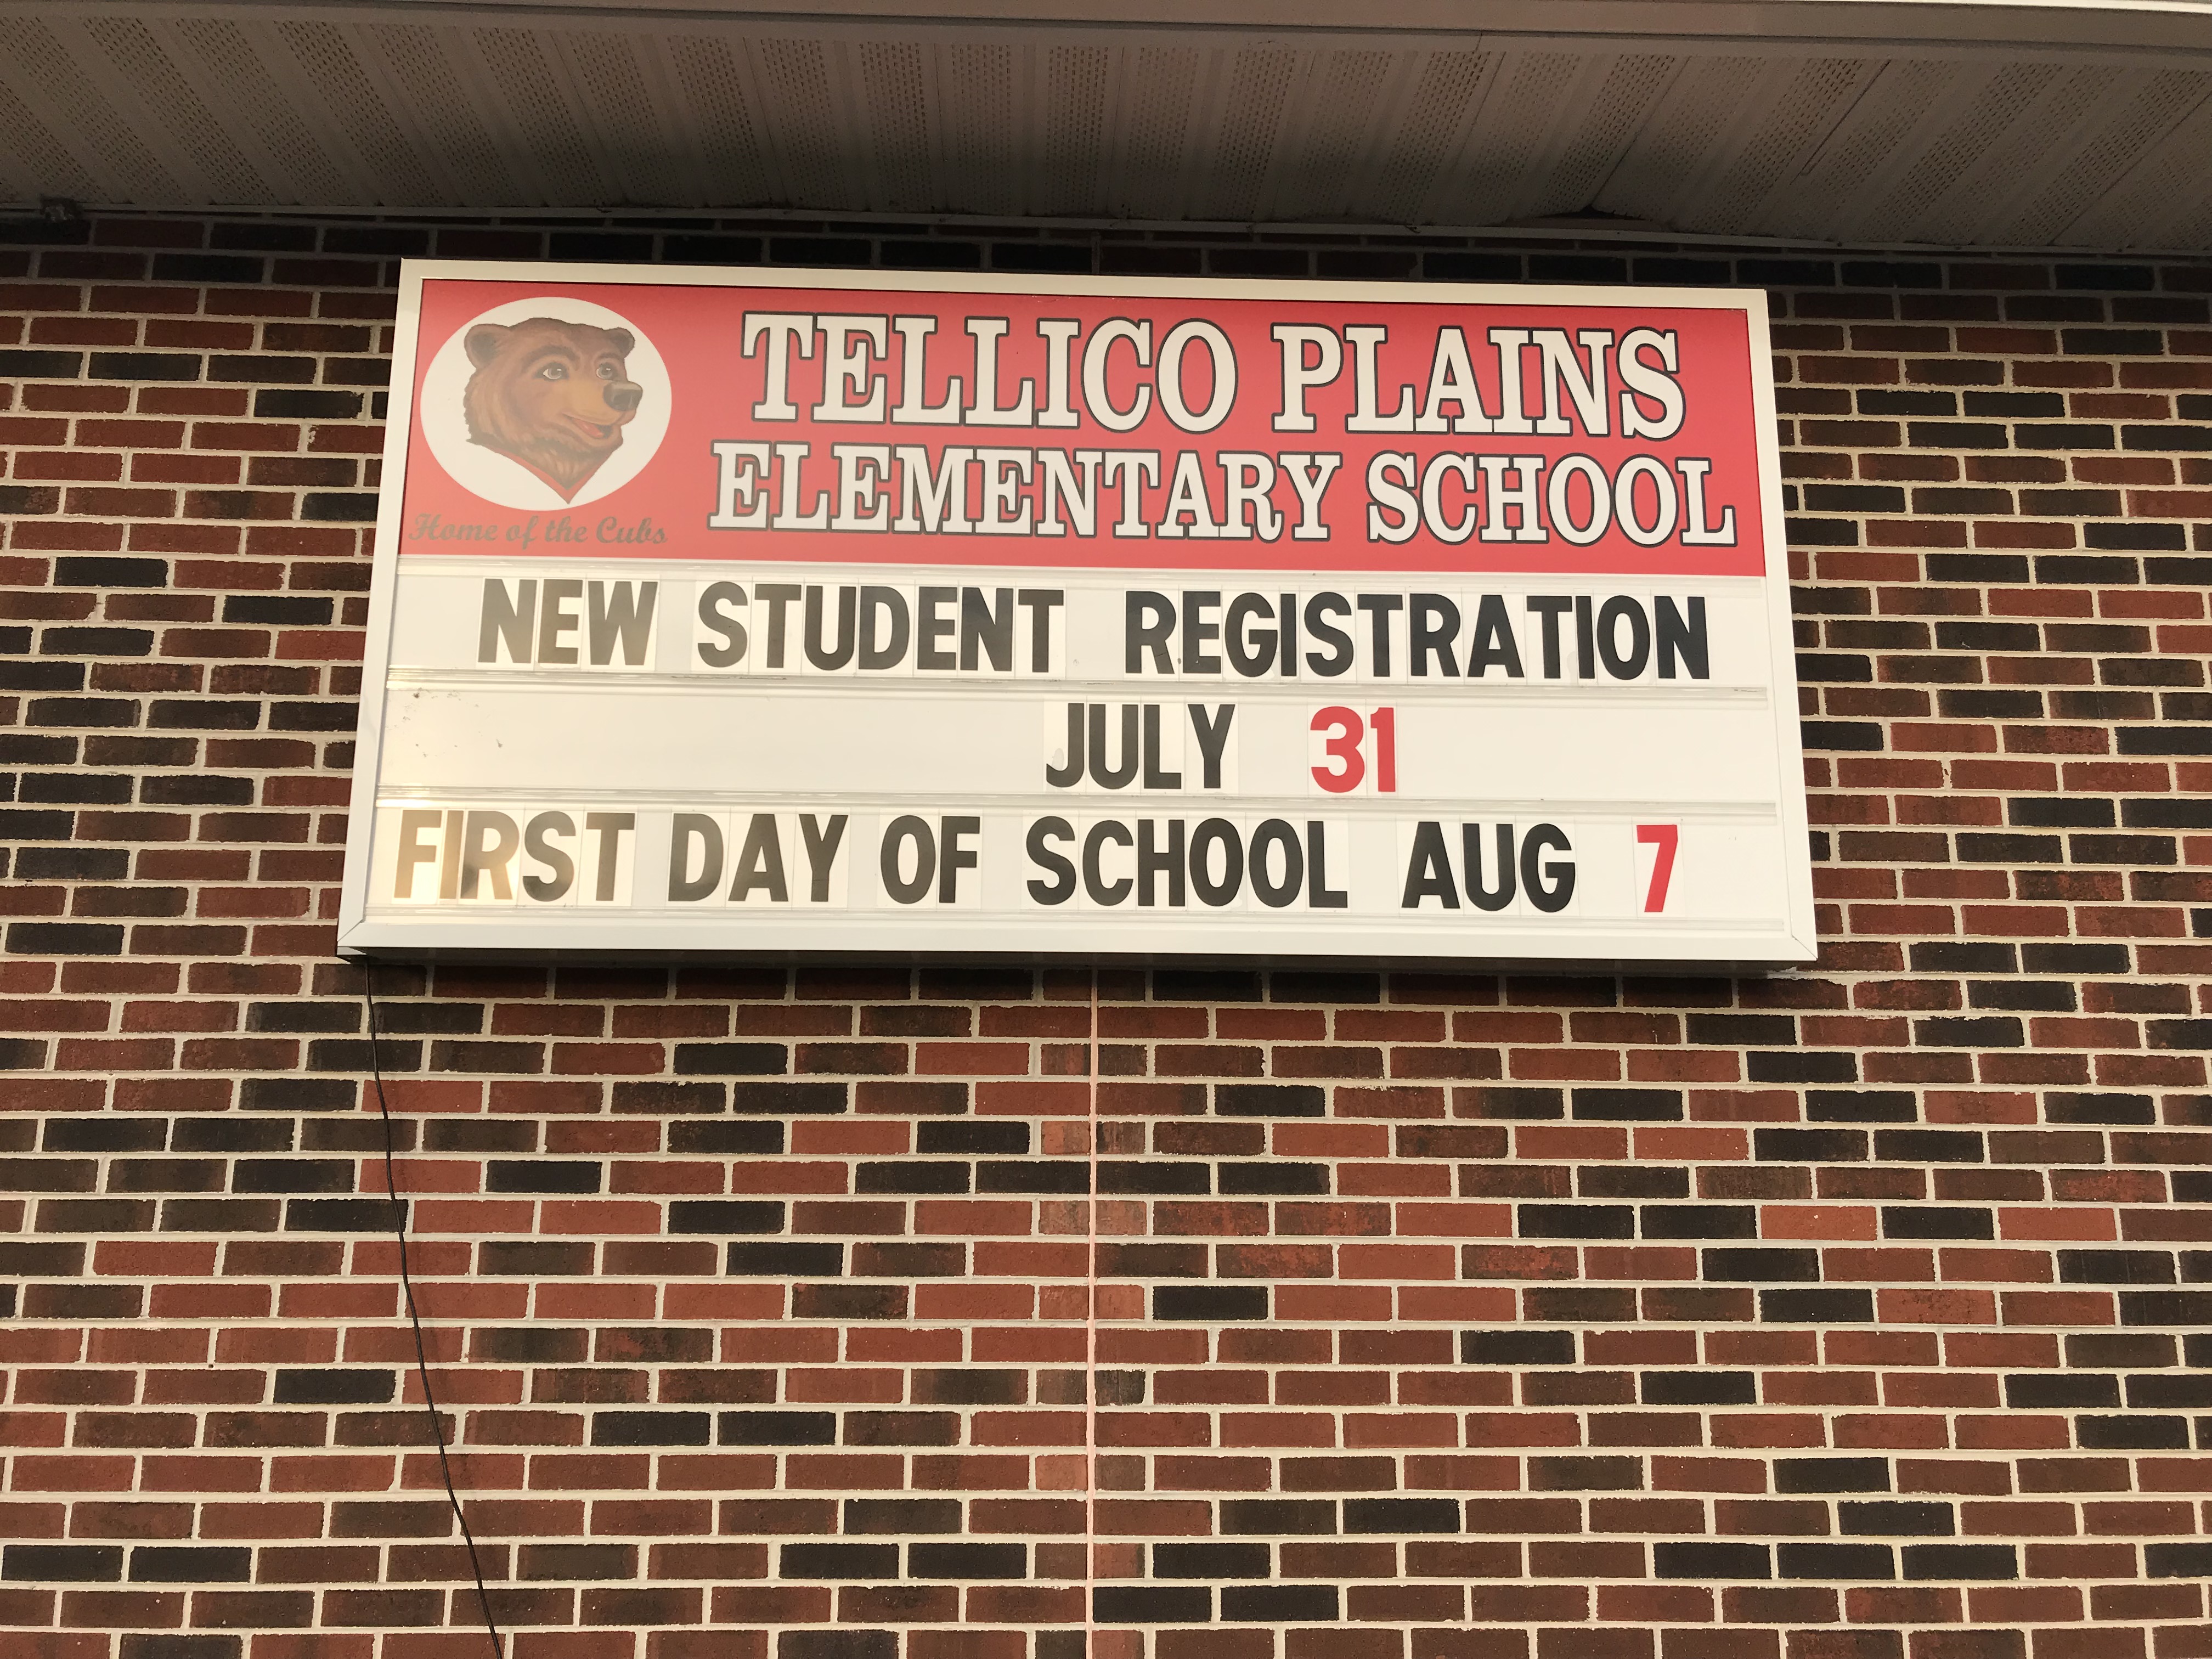 TELLICO PLAINS
ELEMENTARY SCHOOL
Home of the Cubs
NEW STUDENT REGISTRATION
JULY 31
FIRST DAY OF SCHOOL AUG 7